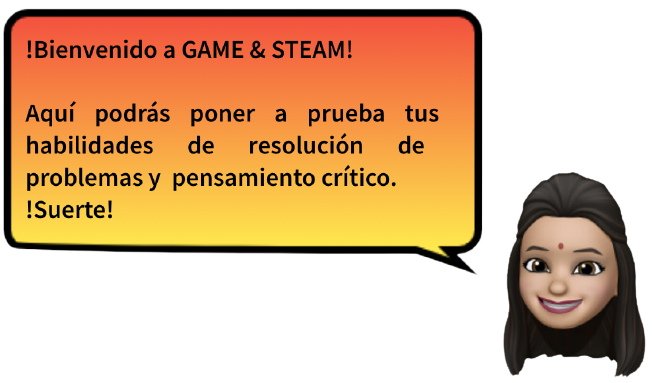 !Bienvenido a GAME & STEAM!
Aquí podrás poner a prueba tus
habilidades de resolución de
problemas y pensamiento crítico.
!Suerte!